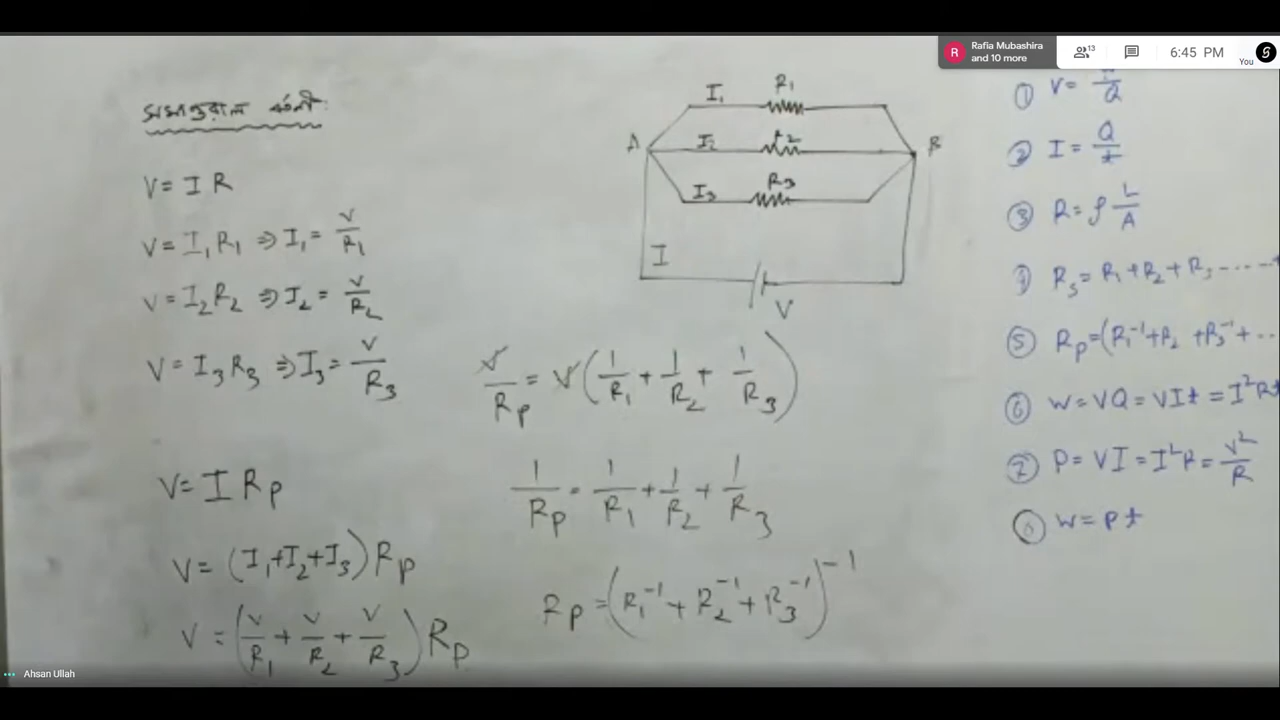 Rafia Mubashira
and 10 more
13
6:45 PM
You
সমান্তরাল
V = I R
V = I₁R₁ ⇒ I₁ = V/R₁
V = I₂R₂ ⇒ I₂ = V/R₂
V = I₃R₃ ⇒ I₃ = V/R₃
V = I Rp
V = (I₁+I₂+I₃) Rp
V = (V/R₁ + V/R₂ + V/R₃) Rp
I₁ R₁
A I₂ r₂ B
I₃ R₃
I
V
V/Rp = V(1/R₁ + 1/R₂ + 1/R₃)
1/Rp = 1/R₁ + 1/R₂ + 1/R₃
Rp = (R₁⁻¹ + R₂⁻¹ + R₃⁻¹)⁻¹
① V = /Q
② I = Q/t
③ R = ρ L/A
④ Rs = R₁ + R₂ + R₃ ......+
⑤ Rp = (R₁⁻¹ + R₂ + R₃⁻¹ + ..
⑥ W = VQ = VIt = I²Rt
⑦ P = VI = I²R = V²/R
⑧ W = Pt
Ahsan Ullah